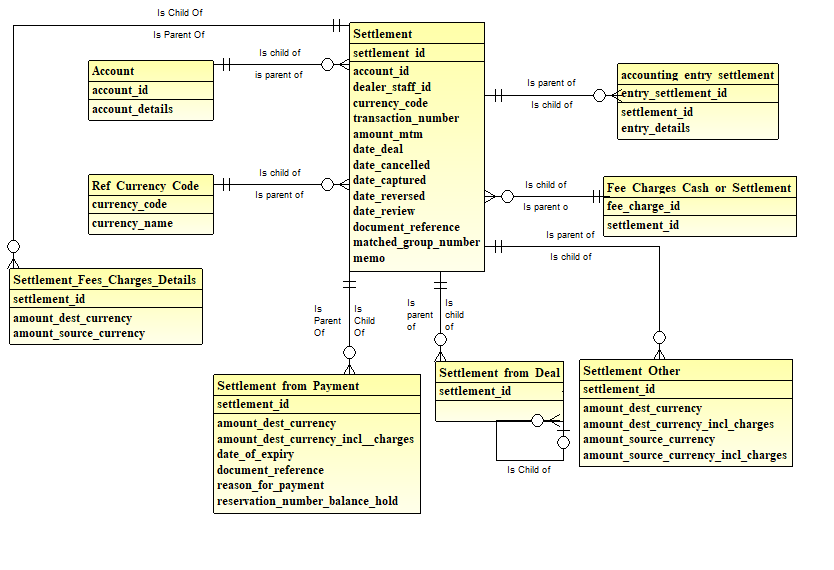 Is Child Of
Is Parent Of
Settlement
settlement_id
account_id
dealer_staff_id
currency_code
transaction_number
amount_mtm
date_deal
date_cancelled
date_captured
date_reversed
date_review
document_reference
matched_group_number
memo
Account
account_id
account_details
Is child of
is parent of
Is parent of
Is child of
accounting_entry_settlement
entry_settlement_id
settlement_id
entry_details
Ref_Currency_Code
currency_code
currency_name
Is child of
Is parent of
Is child of
Is parent o
Fee_Charges_Cash_or_Settlement
fee_charge_id
settlement_id
Is parent of
Is child of
Settlement_Fees_Charges_Details
settlement_id
amount_dest_currency
amount_source_currency
Is
Parent
Of
Is
Child
Of
Is
parent
of
Is
child
of
Settlement_from_Payment
settlement_id
amount_dest_currency
amount_dest_currency_incl__charges
date_of_expiry
document_reference
reason_for_payment
reservation_number_balance_hold
Settlement_from_Deal
settlement_id
Is Child of
Settlement_Other
settlement_id
amount_dest_currency
amount_dest_currency_incl_charges
amount_source_currency
amount_source_currency_incl_charges